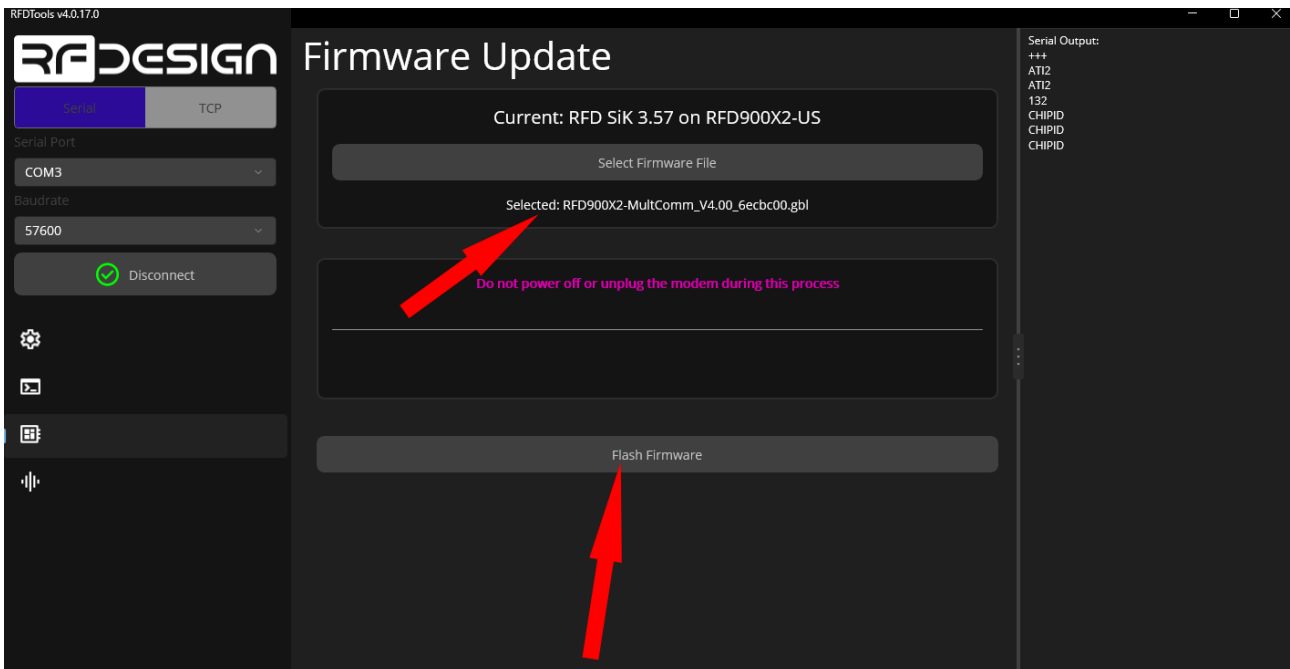 RFDTools v4.0.17.0
RFDESIGN
Serial
TCP
Serial Port
COM3
Baudrate
57600
Disconnect
Firmware Update
Current: RFD SiK 3.57 on RFD900X2-US
Select Firmware File
Selected: RFD900X2-MultComm_V4.00_6ecbc00.gbl
Do not power off or unplug the modem during this process
Flash Firmware
Serial Output:
+++
ATI2
ATI2
132
CHIPID
CHIPID
CHIPID